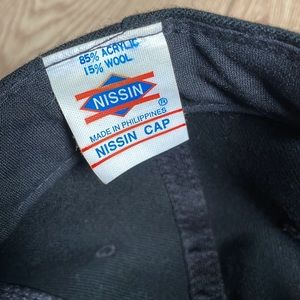 85% ACRYLIC
15% WOOL
NISSIN
®
MADE IN PHILIPPINES
NISSIN CAP